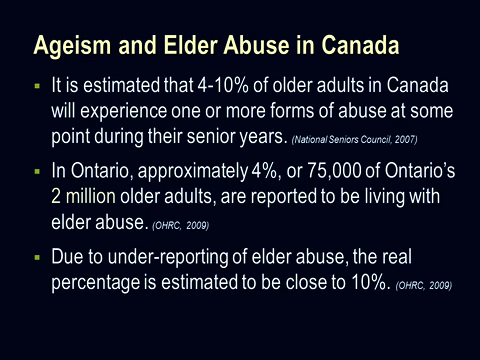 Ageism and Elder Abuse in Canada
▪ It is estimated that 4-10% of older adults in Canada
will experience one or more forms of abuse at some
point during their senior years. (National Seniors Council, 2007)
▪ In Ontario, approximately 4%, or 75,000 of Ontario's
2 million older adults, are reported to be living with
elder abuse. (OHRC, 2009)
▪ Due to under-reporting of elder abuse, the real
percentage is estimated to be close to 10%. (OHRC, 2009)